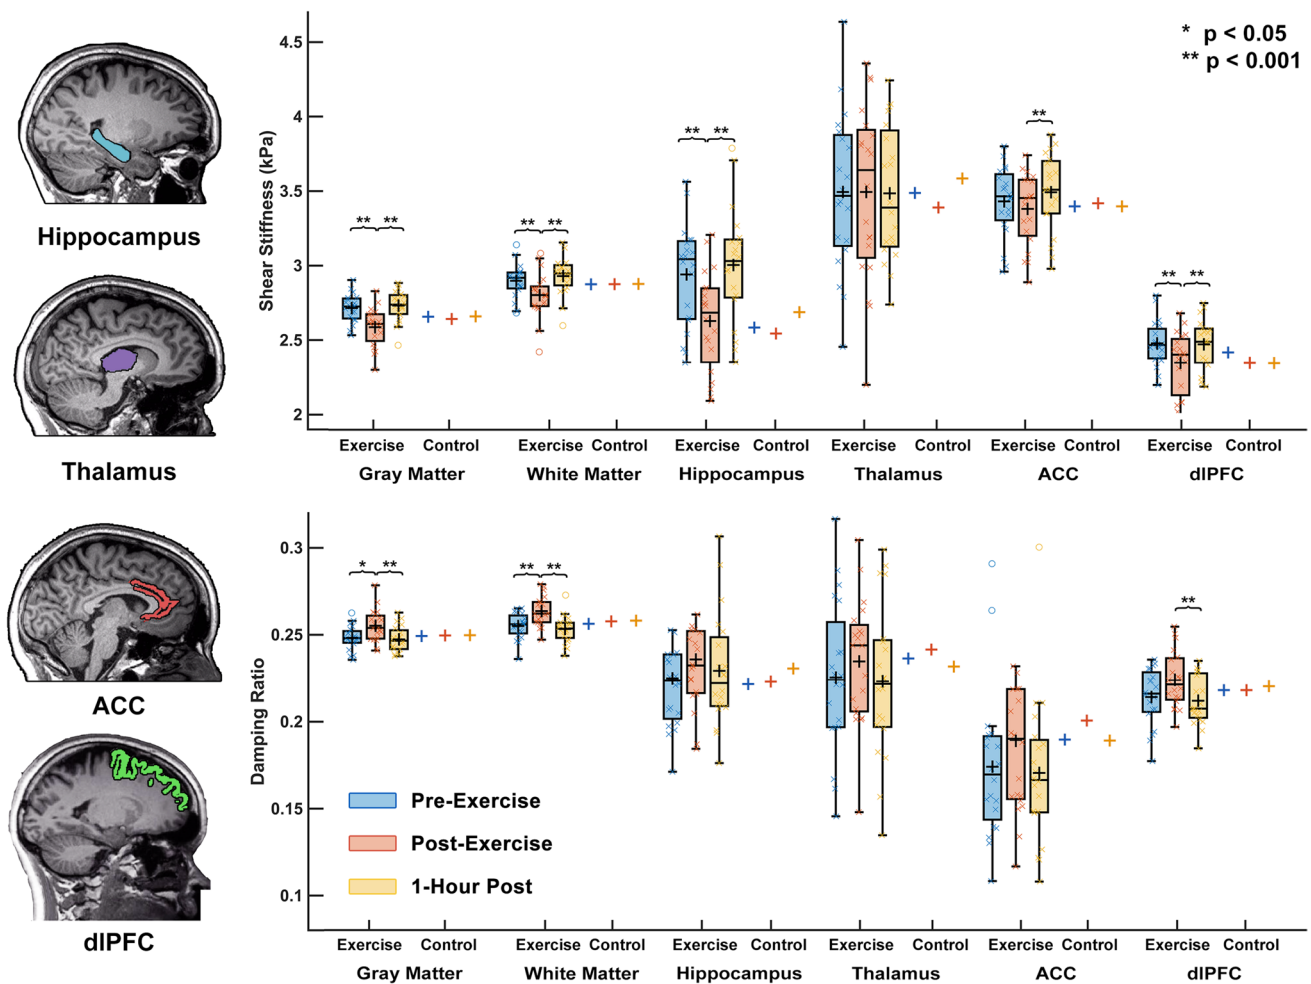 Hippocampus
Thalamus
ACC
dlPFC
* p < 0.05
** p < 0.001
Shear Stiffness (kPa)
4.5
4
3.5
3
2.5
2
** ** ** ** ** ** ** ** **
Exercise Control Exercise Control Exercise Control Exercise Control Exercise Control Exercise Control
Gray Matter White Matter Hippocampus Thalamus ACC dlPFC
Damping Ratio
0.3
0.25
0.2
0.15
0.1
* ** ** ** **
Pre-Exercise
Post-Exercise
1-Hour Post
Exercise Control Exercise Control Exercise Control Exercise Control Exercise Control Exercise Control
Gray Matter White Matter Hippocampus Thalamus ACC dlPFC